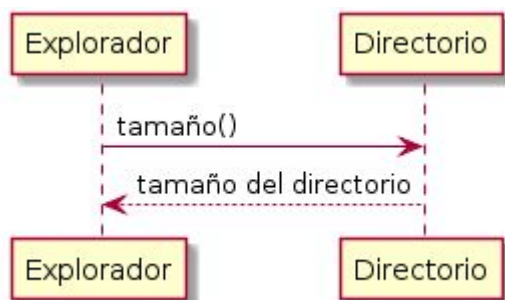 Explorador
Directorio
tamaño()
tamaño del directorio
Explorador
Directorio